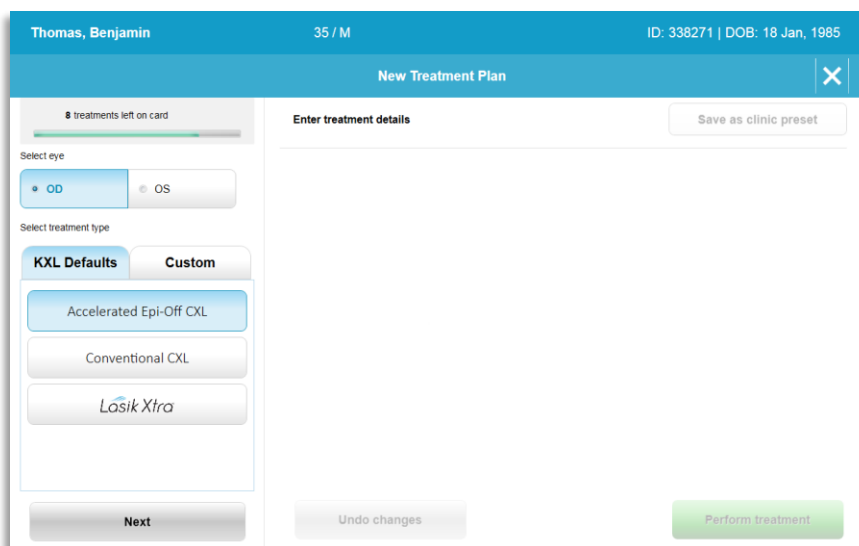 Thomas, Benjamin 35 / M ID: 338271 | DOB: 18 Jan, 1985
New Treatment Plan
8 treatments left on card
Enter treatment details
Save as clinic preset
Select eye
OD OS
Select treatment type
KXL Defaults Custom
Accelerated Epi-Off CXL
Conventional CXL
Lasik Xtra
Next
Undo changes
Perform treatment